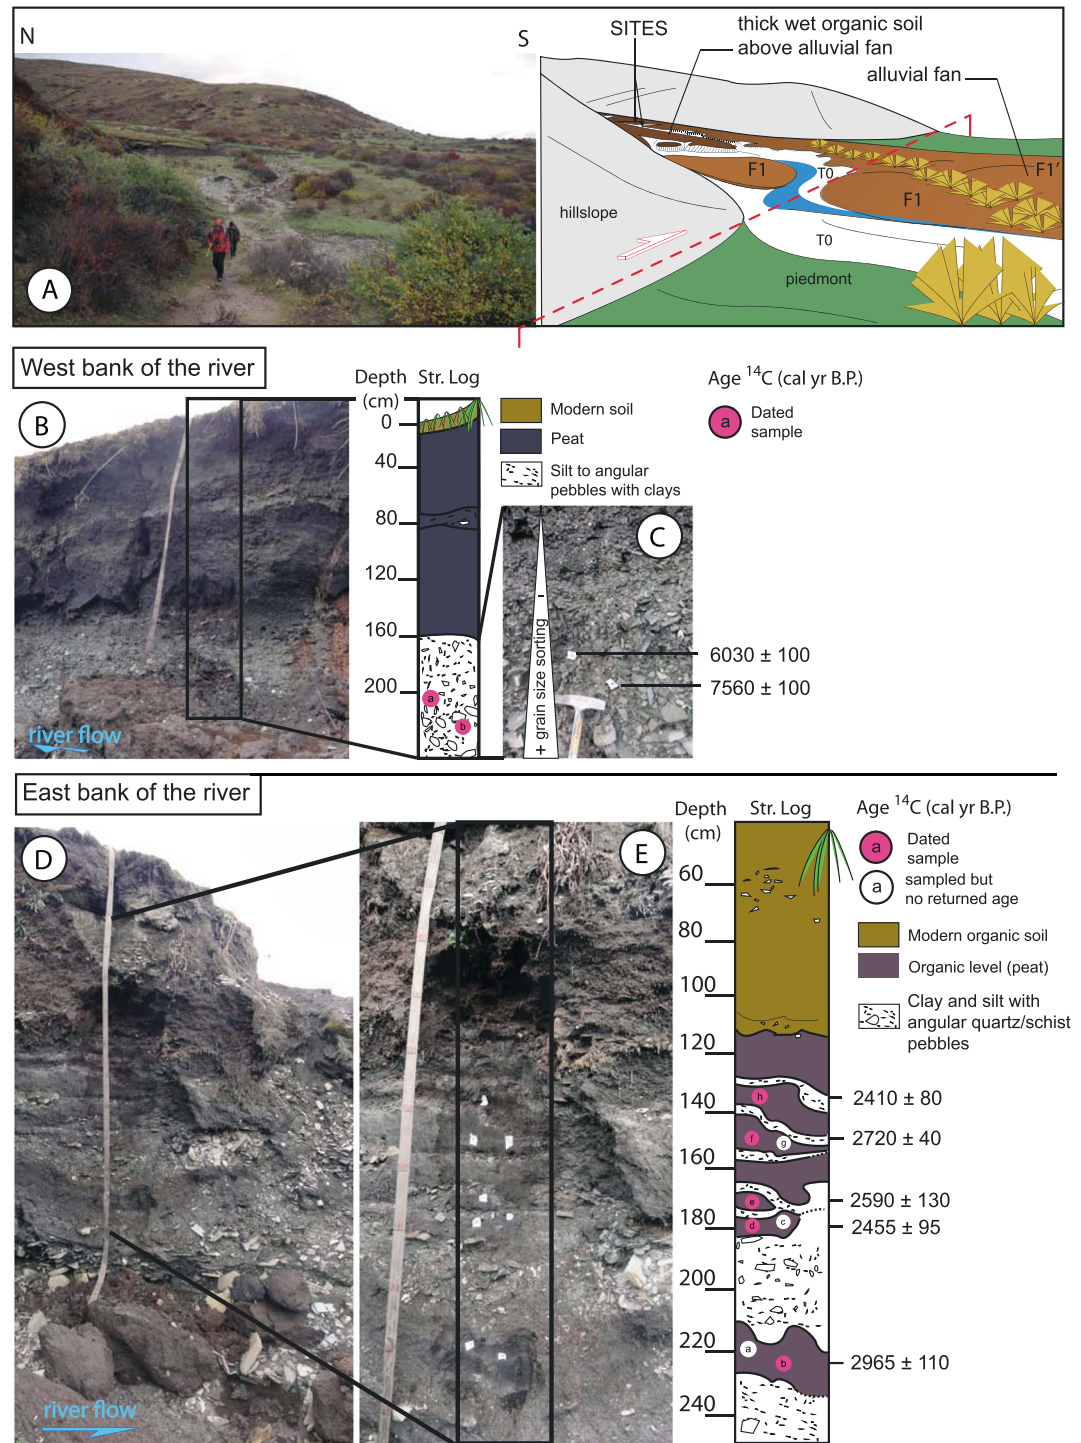 N
S
SITES
thick wet organic soil
above alluvial fan
alluvial fan
F1
T0
F1'
F1
hillslope
T0
piedmont
A
West bank of the river
B
Depth
(cm)
Str. Log
0
40
80
120
160
200
Modern soil
Peat
Silt to angular
pebbles with clays
Age ¹⁴C (cal yr B.P.)
a
Dated
sample
C
+ grain size sorting -
6030 ± 100
7560 ± 100
a
b
river flow
East bank of the river
D
E
Depth
(cm)
Str. Log
60
80
100
120
140
160
180
200
220
240
Age ¹⁴C (cal yr B.P.)
a
Dated
sample
a
sampled but
no returned age
Modern organic soil
Organic level (peat)
Clay and silt with
angular quartz/schist
pebbles
h
2410 ± 80
f
g
2720 ± 40
e
2590 ± 130
d
c
2455 ± 95
a
b
2965 ± 110
river flow